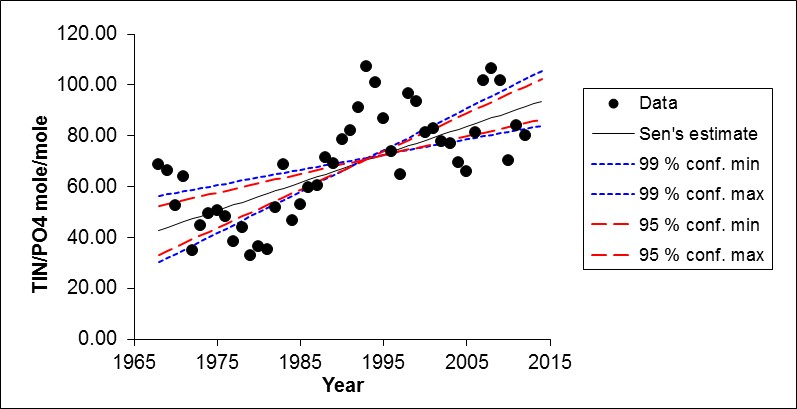 TIN/PO4 mole/mole
120.00
100.00
80.00
60.00
40.00
20.00
0.00
1965 1975 1985 1995 2005 2015
Year
Data
Sen's estimate
99 % conf. min
99 % conf. max
95 % conf. min
95 % conf. max